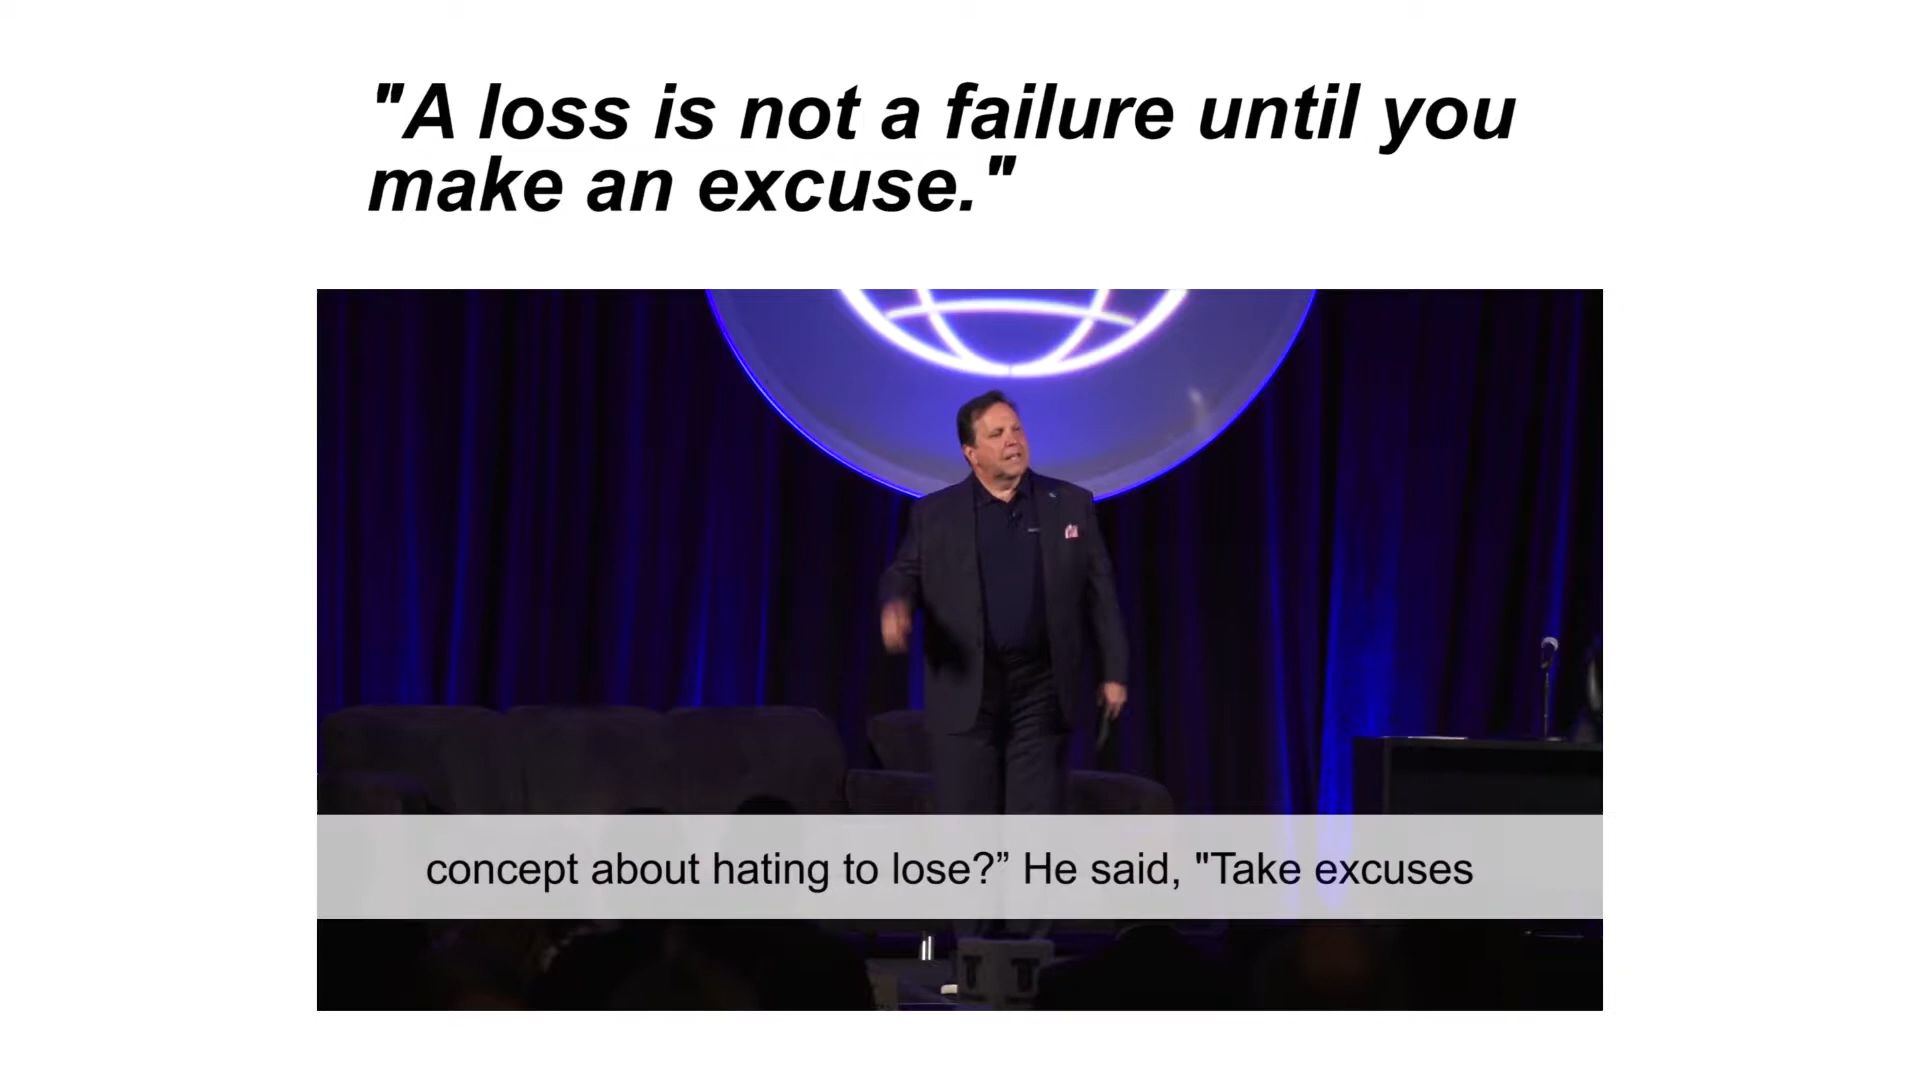 "A loss is not a failure until you
make an excuse."
concept about hating to lose?” He said, "Take excuses
T T